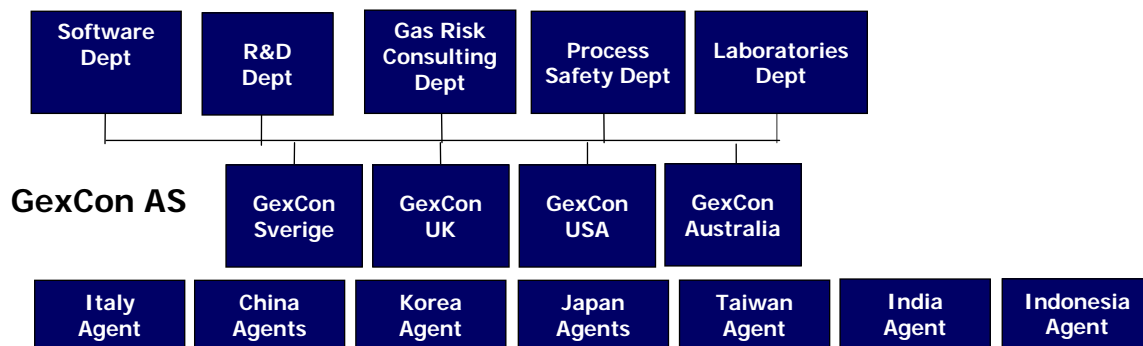 Software
Dept
R&D
Dept
Gas Risk
Consulting
Dept
Process
Safety Dept
Laboratories
Dept
GexCon AS
GexCon
Sverige
GexCon
UK
GexCon
USA
GexCon
Australia
Italy
Agent
China
Agents
Korea
Agent
Japan
Agents
Taiwan
Agent
India
Agent
Indonesia
Agent